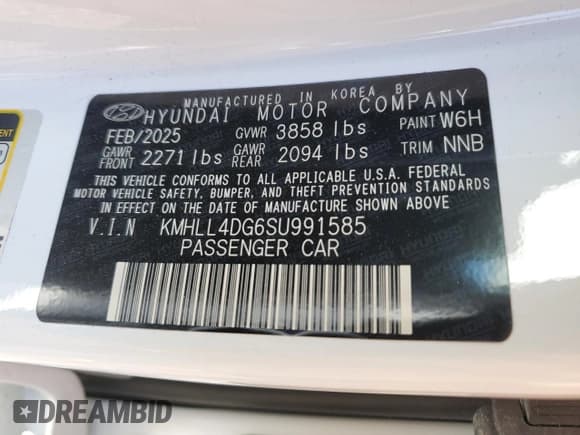 MANUFACTURED IN KOREA BY
HYUNDAI MOTOR COMPANY
FEB/2025 GVWR 3858 lbs PAINT W6H
GAWR FRONT 2271 lbs GAWR REAR 2094 lbs TRIM NNB
THIS VEHICLE CONFORMS TO ALL APPLICABLE U.S.A. FEDERAL
MOTOR VEHICLE SAFETY, BUMPER, AND THEFT PREVENTION STANDARDS
IN EFFECT ON THE DATE OF MANUFACTURE SHOWN ABOVE.
V.I.N KMHLL4DG6SU991585
PASSENGER CAR
DREAMBID